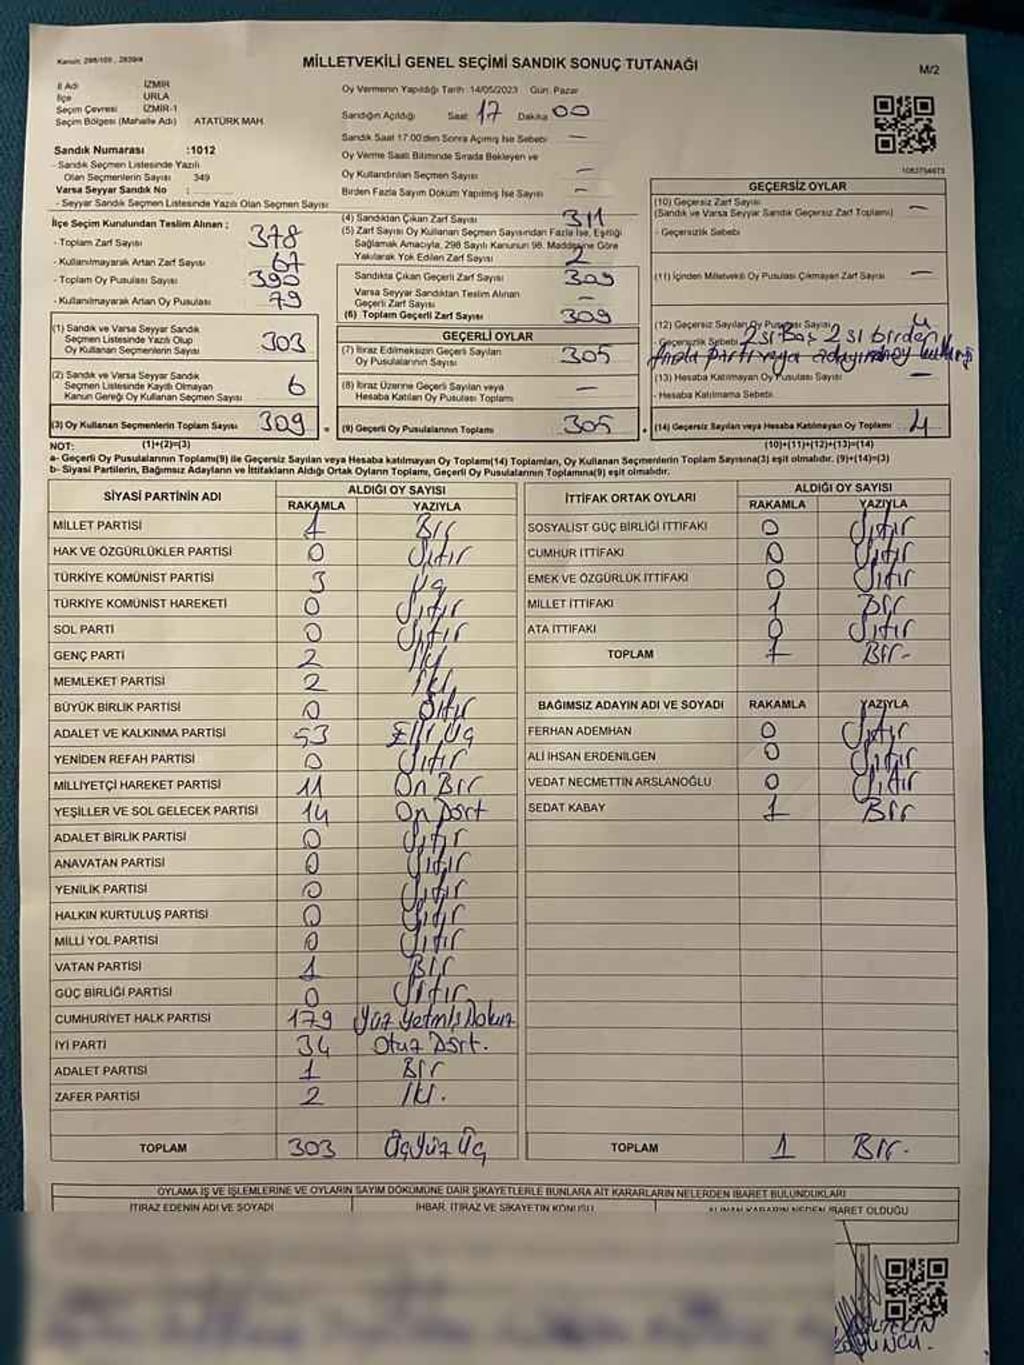 Kanun: 298/109, 2839/4
MİLLETVEKİLİ GENEL SEÇİMİ SANDIK SONUÇ TUTANAĞI
M/2
İl Adı İZMİR
İlçe URLA
Seçim Çevresi İZMİR-1
Seçim Bölgesi (Mahalle Adı) ATATÜRK MAH.
Sandık Numarası :1012
- Sandık Seçmen Listesinde Yazılı
Olan Seçmenlerin Sayısı 349
Varsa Seyyar Sandık No :
- Seyyar Sandık Seçmen Listesinde Yazılı Olan Seçmen Sayısı
Oy Vermenin Yapıldığı Tarih :14/05/2023 Gün: Pazar
Sandığın Açıldığı Saat 17 Dakika 00
Sandık Saat 17:00'den Sonra Açılmış İse Sebebi —
Oy Verme Saati Bitiminde Sırada Bekleyen ve
Oy Kullandırılan Seçmen Sayısı —
Birden Fazla Sayım Döküm Yapılmış İse Sayısı —
1083754673
İlçe Seçim Kurulundan Teslim Alınan :
- Toplam Zarf Sayısı 378
- Kullanılmayarak Artan Zarf Sayısı 67
- Toplam Oy Pusulası Sayısı 390
- Kullanılmayarak Artan Oy Pusulası 79
(1) Sandık ve Varsa Seyyar Sandık
Seçmen Listesinde Yazılı Olup
Oy Kullanan Seçmenlerin Sayısı 303
(2) Sandık ve Varsa Seyyar Sandık
Seçmen Listesinde Kayıtlı Olmayan
Kanun Gereği Oy Kullanan Seçmen Sayısı 6
(3) Oy Kullanan Seçmenlerin Toplam Sayısı 309
(4) Sandıktan Çıkan Zarf Sayısı 311
(5) Zarf Sayısı Oy Kullanan Seçmen Sayısından Fazla İse, Eşitliği
Sağlamak Amacıyla, 298 Sayılı Kanunun 98. Maddesine Göre
Yakılarak Yok Edilen Zarf Sayısı 2
Sandıkta Çıkan Geçerli Zarf Sayısı 309
Varsa Seyyar Sandıktan Teslim Alınan
Geçerli Zarf Sayısı —
(6) Toplam Geçerli Zarf Sayısı 309
GEÇERLİ OYLAR
(7) İtiraz Edilmeksizin Geçerli Sayılan
Oy Pusulasının Sayısı 305
(8) İtiraz Üzerine Geçerli Sayılan veya
Hesaba Katılan Oy Pusulası Toplamı —
= (9) Geçerli Oy Pusulalarının Toplamı 305
GEÇERSİZ OYLAR
(10) Geçersiz Zarf Sayısı —
(Sandık ve Varsa Seyyar Sandık Geçersiz Zarf Toplamı)
- Geçersizlik Sebebi
(11) İçinden Milletvekili Oy Pusulası Çıkmayan Zarf Sayısı —
(12) Geçersiz Sayılan Oy Pusulası Sayısı 4
- Geçersizlik Sebebi 2si Boş 2 si birden
fazla partiye veya adaya oy
(13) Hesaba Katılmayan Oy Pusulası Sayısı —
- Hesaba Katılmama Sebebi
+ (14) Geçersiz Sayılan veya Hesaba Katılmayan Oy Toplamı 4
NOT: (1)+(2)=(3) (10)+(11)+(12)+(13)=(14)
a- Geçerli Oy Pusulalarının Toplamı(9) ile Geçersiz Sayılan veya Hesaba katılmayan Oy Toplamı(14) Toplamları, Oy Kullanan Seçmenlerin Toplam Sayısına(3) eşit olmalıdır. (9)+(14)=(3)
b- Siyasi Partilerin, Bağımsız Adayların ve İttifakların Aldığı Ortak Oyların Toplamı, Geçerli Oy Pusulalarının Toplamına(9) eşit olmalıdır.
SİYASİ PARTİNİN ADI ALDIĞI OY SAYISI
RAKAMLA YAZIYLA
MİLLET PARTİSİ 1 Bir
HAK VE ÖZGÜRLÜKLER PARTİSİ 0 Sıfır
TÜRKİYE KOMÜNİST PARTİSİ 3 Üç
TÜRKİYE KOMÜNİST HAREKETİ 0 Sıfır
SOL PARTİ 0 Sıfır
GENÇ PARTİ 2 İki
MEMLEKET PARTİSİ 2 İki
BÜYÜK BİRLİK PARTİSİ 0 Sıfır
ADALET VE KALKINMA PARTİSİ 53 Elli Üç
YENİDEN REFAH PARTİSİ 0 Sıfır
MİLLİYETÇİ HAREKET PARTİSİ 11 On Bir
YEŞİLLER VE SOL GELECEK PARTİSİ 14 On Dört
ADALET BİRLİK PARTİSİ 0 Sıfır
ANAVATAN PARTİSİ 0 Sıfır
YENİLİK PARTİSİ 0 Sıfır
HALKIN KURTULUŞ PARTİSİ 0 Sıfır
MİLLİ YOL PARTİSİ 0 Sıfır
VATAN PARTİSİ 1 Bir
GÜÇ BİRLİĞİ PARTİSİ 0 Sıfır
CUMHURİYET HALK PARTİSİ 179 Yüz Yetmiş Dokuz
İYİ PARTİ 34 Otuz Dört.
ADALET PARTİSİ 1 Bir
ZAFER PARTİSİ 2 İki.
TOPLAM 303 Üç Yüz Üç
İTTİFAK ORTAK OYLARI ALDIĞI OY SAYISI
RAKAMLA YAZIYLA
SOSYALİST GÜÇ BİRLİĞİ İTTİFAKI 0 Sıfır
CUMHUR İTTİFAKI 0 Sıfır
EMEK VE ÖZGÜRLÜK İTTİFAKI 0 Sıfır
MİLLET İTTİFAKI 1 Bir
ATA İTTİFAKI 0 Sıfır
TOPLAM 1 Bir-
BAĞIMSIZ ADAYIN ADI VE SOYADI RAKAMLA YAZIYLA
FERHAN ADEMHAN 0 Sıfır
ALİ İHSAN ERDENİLGEN 0 Sıfır
VEDAT NECMETTİN ARSLANOĞLU 0 Sıfır
SEDAT KABAY 1 Bir
TOPLAM 1 Bir-
OYLAMA İŞ VE İŞLEMLERİNE VE OYLARIN SAYIM DÖKÜMÜNE DAİR ŞİKAYETLERLE BUNLARA AİT KARARLARIN NELERDEN İBARET BULUNDUKLARI
İTİRAZ EDENİN ADI VE SOYADI İHBAR, İTİRAZ VE ŞİKAYETİN KONUSU ALINAN KARARIN NEDEN İBARET OLDUĞU